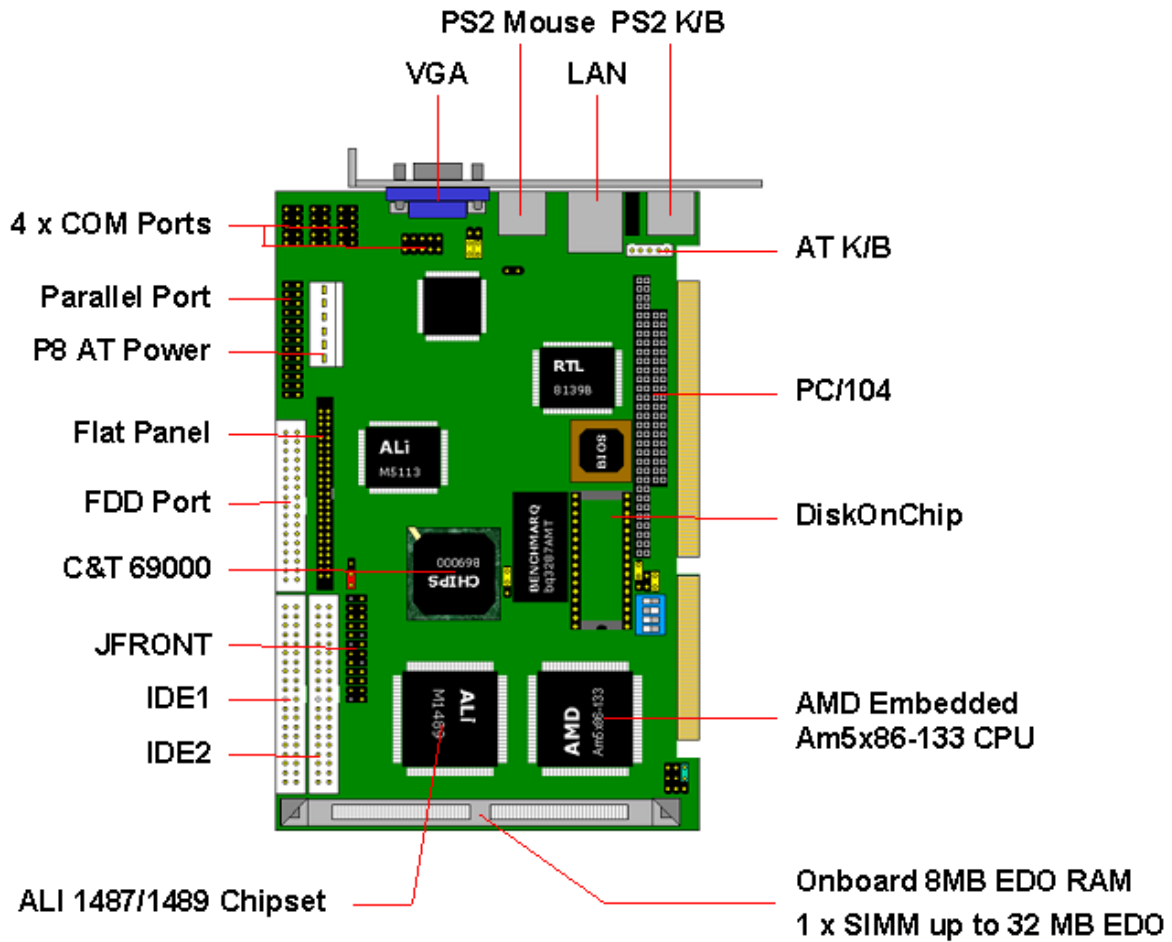 PS2 Mouse PS2 K/B
VGA
LAN
4 x COM Ports
AT K/B
Parallel Port
P8 AT Power
RTL
8139B
PC/104
Flat Panel
ALi
M5113
BIOS
FDD Port
DiskOnChip
BENCHMARQ
bq3287AMT
C&T 69000
CHIPS
B69000
JFRONT
IDE1
ALi
M1489
AMD
Am5x86-133
AMD Embedded
Am5x86-133 CPU
IDE2
ALI 1487/1489 Chipset
Onboard 8MB EDO RAM
1 x SIMM up to 32 MB EDO